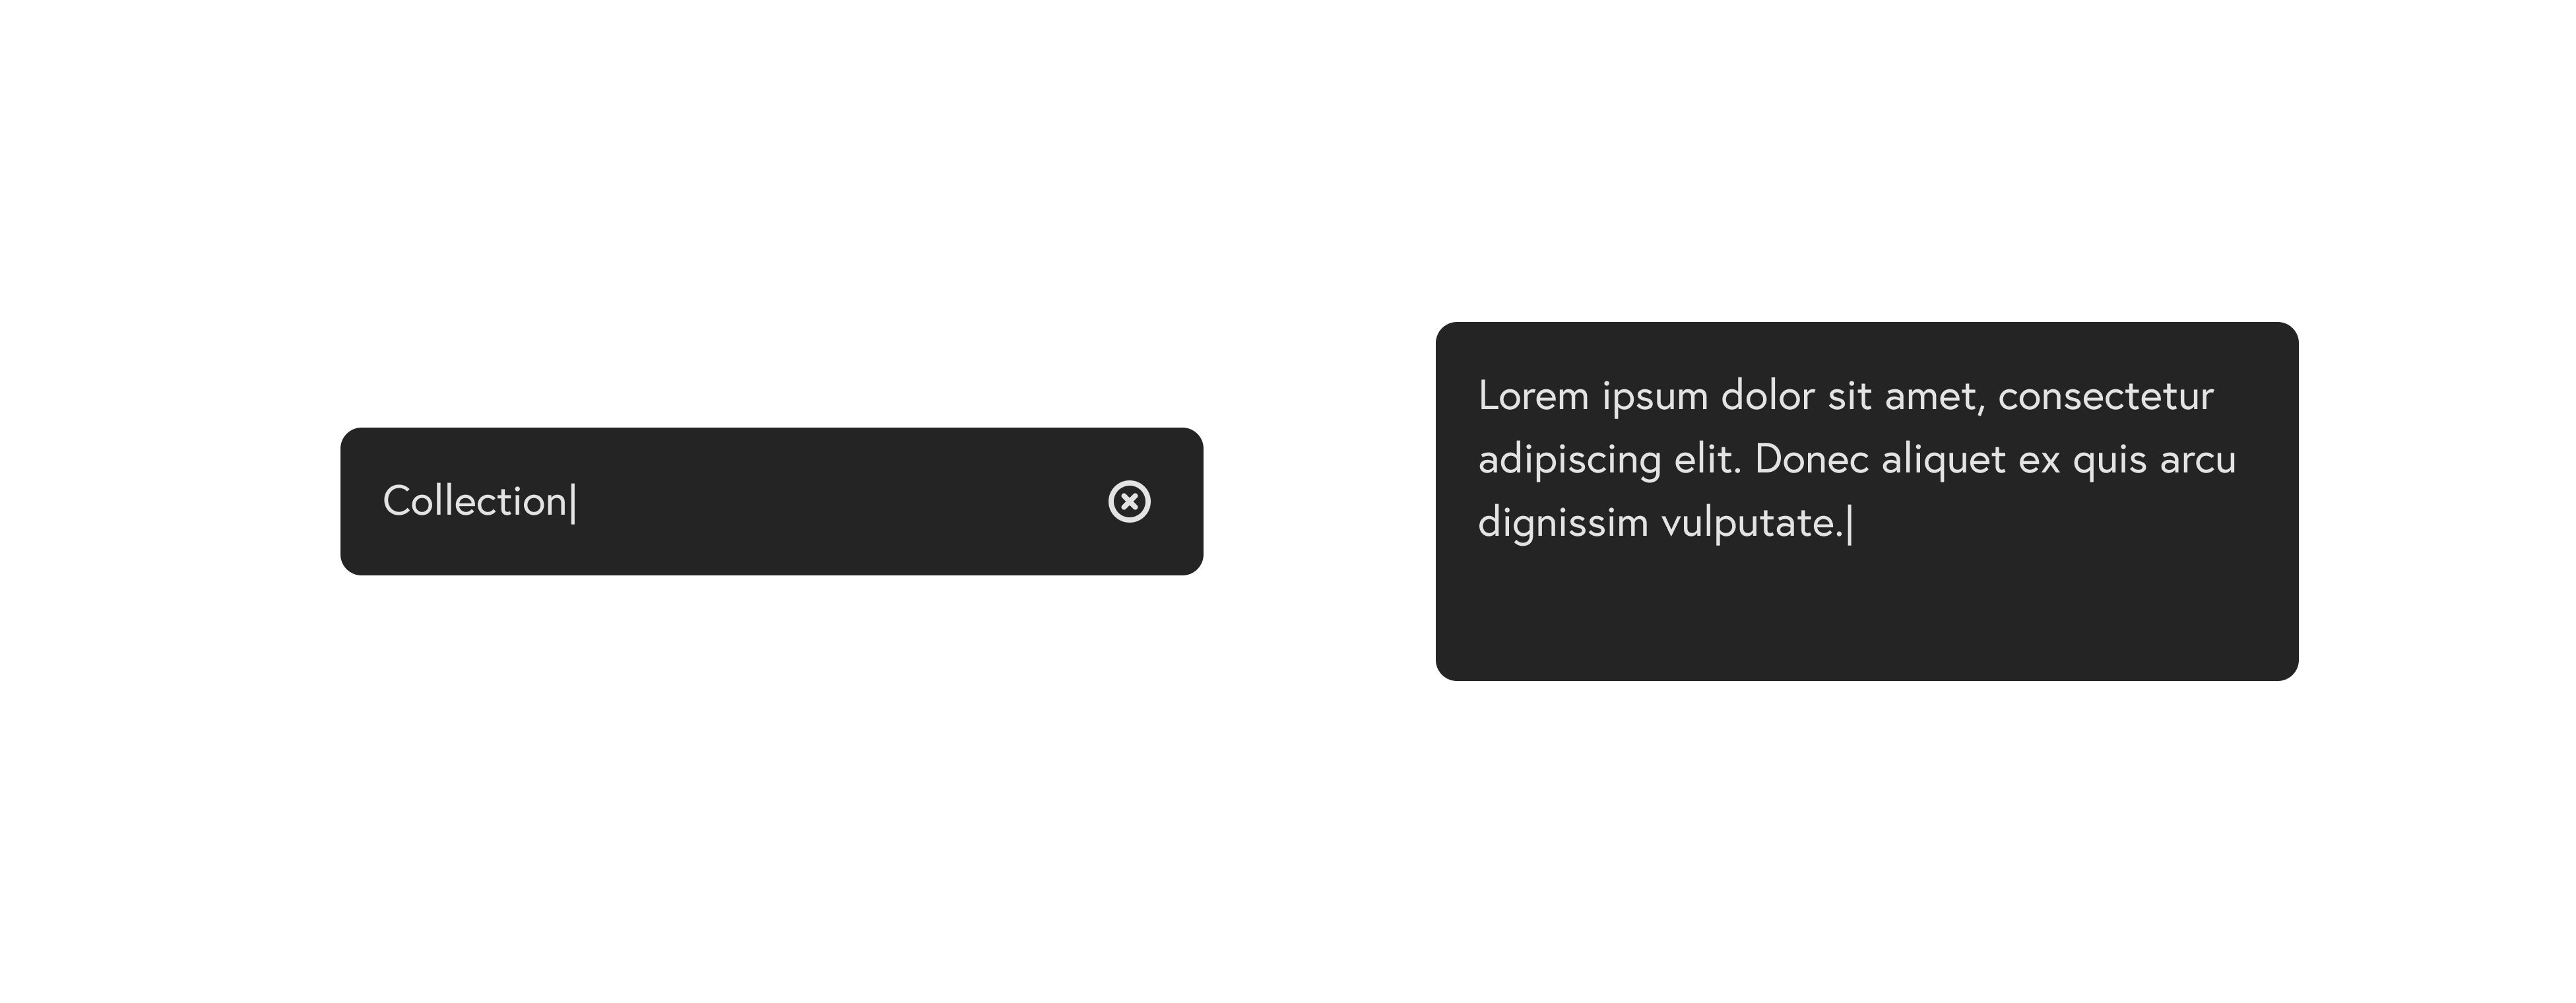 Collection
Lorem ipsum dolor sit amet, consectetur
adipiscing elit. Donec aliquet ex quis arcu
dignissim vulputate.